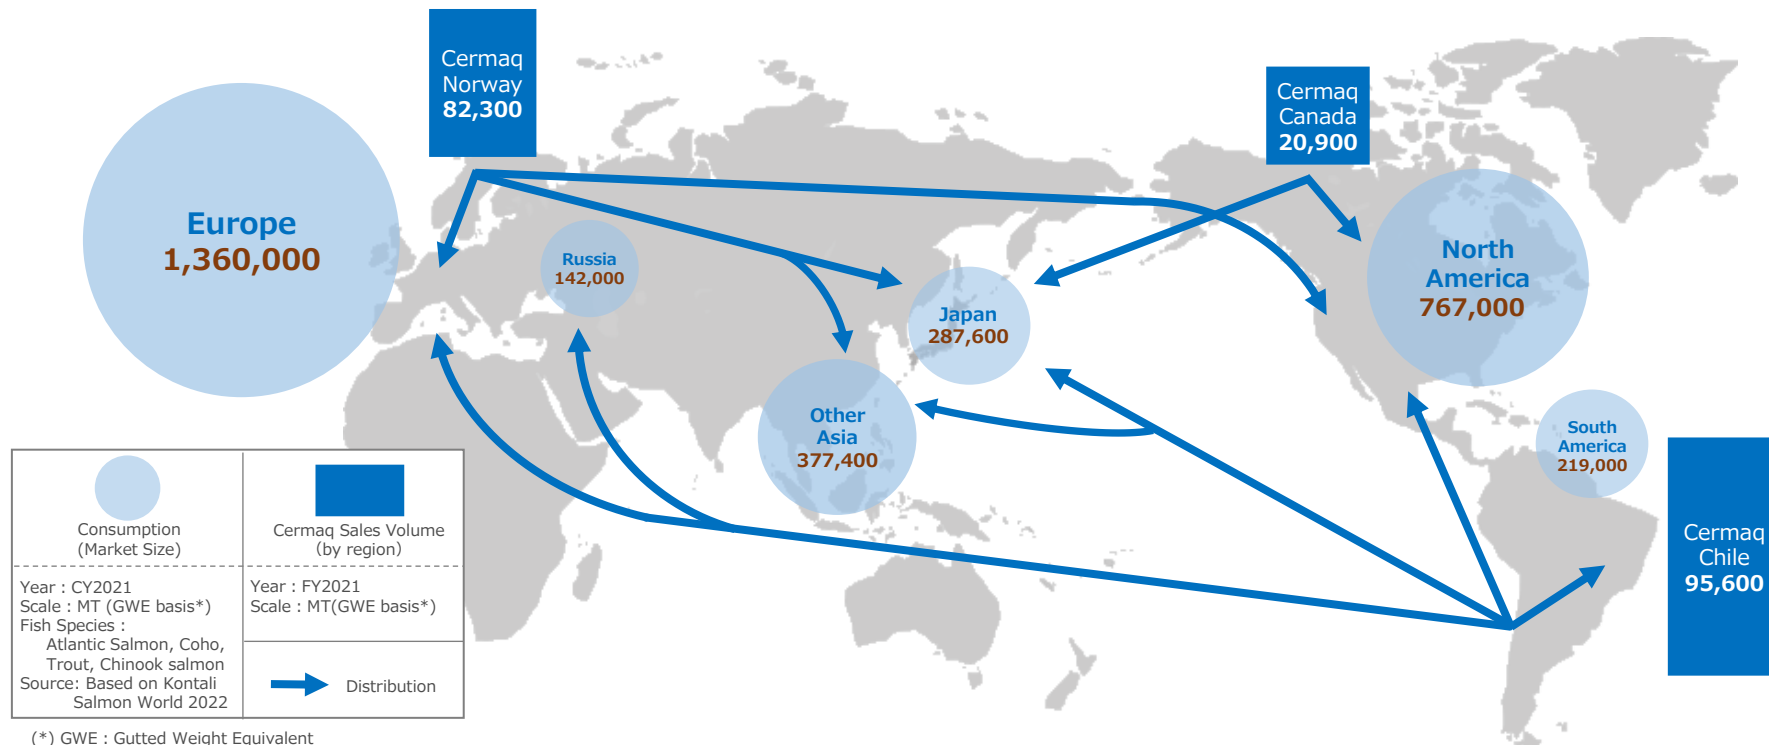 Cermaq
Norway
82,300
Cermaq
Canada
20,900
Europe
1,360,000
Russia
142,000
North
America
767,000
Japan
287,600
Other
Asia
377,400
South
America
219,000
Cermaq
Chile
95,600
Consumption
(Market Size)
Cermaq Sales Volume
(by region)
Year : CY2021
Scale : MT (GWE basis*)
Fish Species :
Atlantic Salmon, Coho,
Trout, Chinook salmon
Source: Based on Kontali
Salmon World 2022
Year : FY2021
Scale : MT(GWE basis*)
Distribution
(*) GWE : Gutted Weight Equivalent